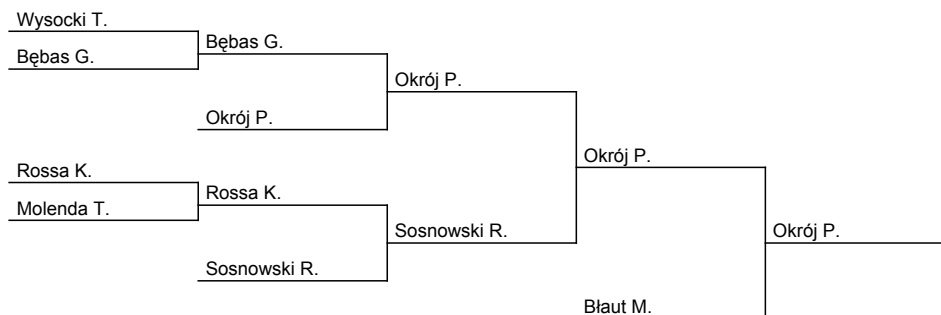 Wysocki T.
Bębas G.
Bębas G.
Okrój P.
Okrój P.
Rossa K.
Molenda T.
Rossa K.
Sosnowski R.
Sosnowski R.
Okrój P.
Błaut M.
Okrój P.